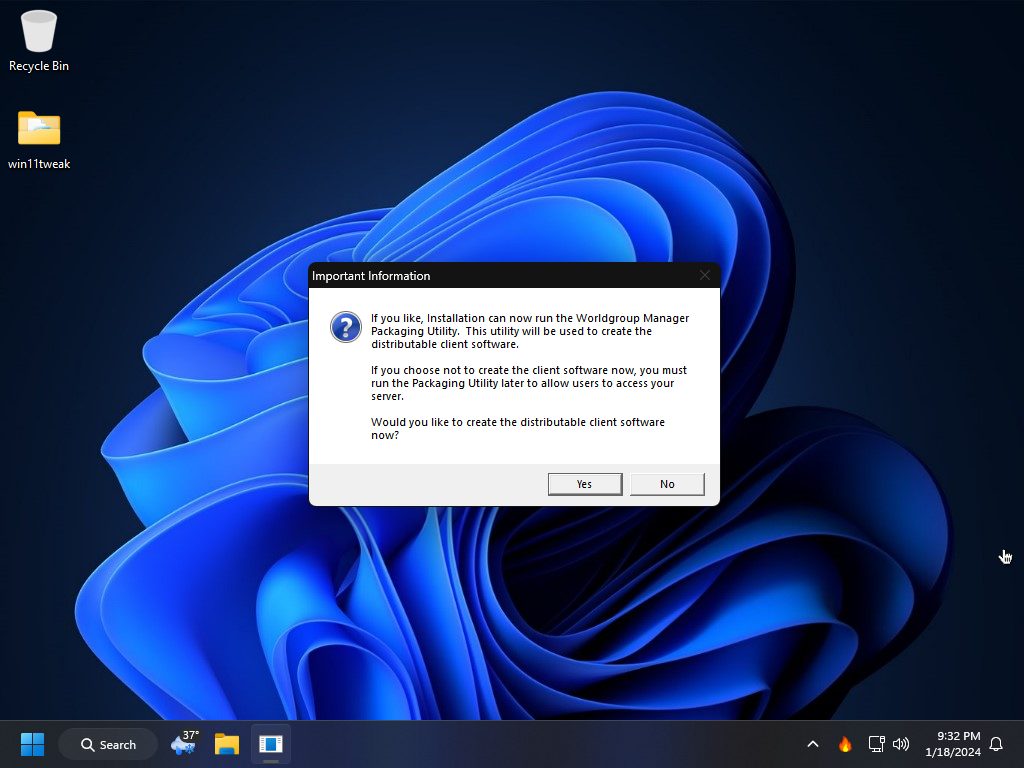 Recycle Bin
win11tweak
Important Information
If you like, Installation can now run the Worldgroup Manager
Packaging Utility.  This utility will be used to create the
distributable client software.
If you choose not to create the client software now, you must
run the Packaging Utility later to allow users to access your
server.
Would you like to create the distributable client software
now?
Yes
No
Search
37°
9:32 PM
1/18/2024